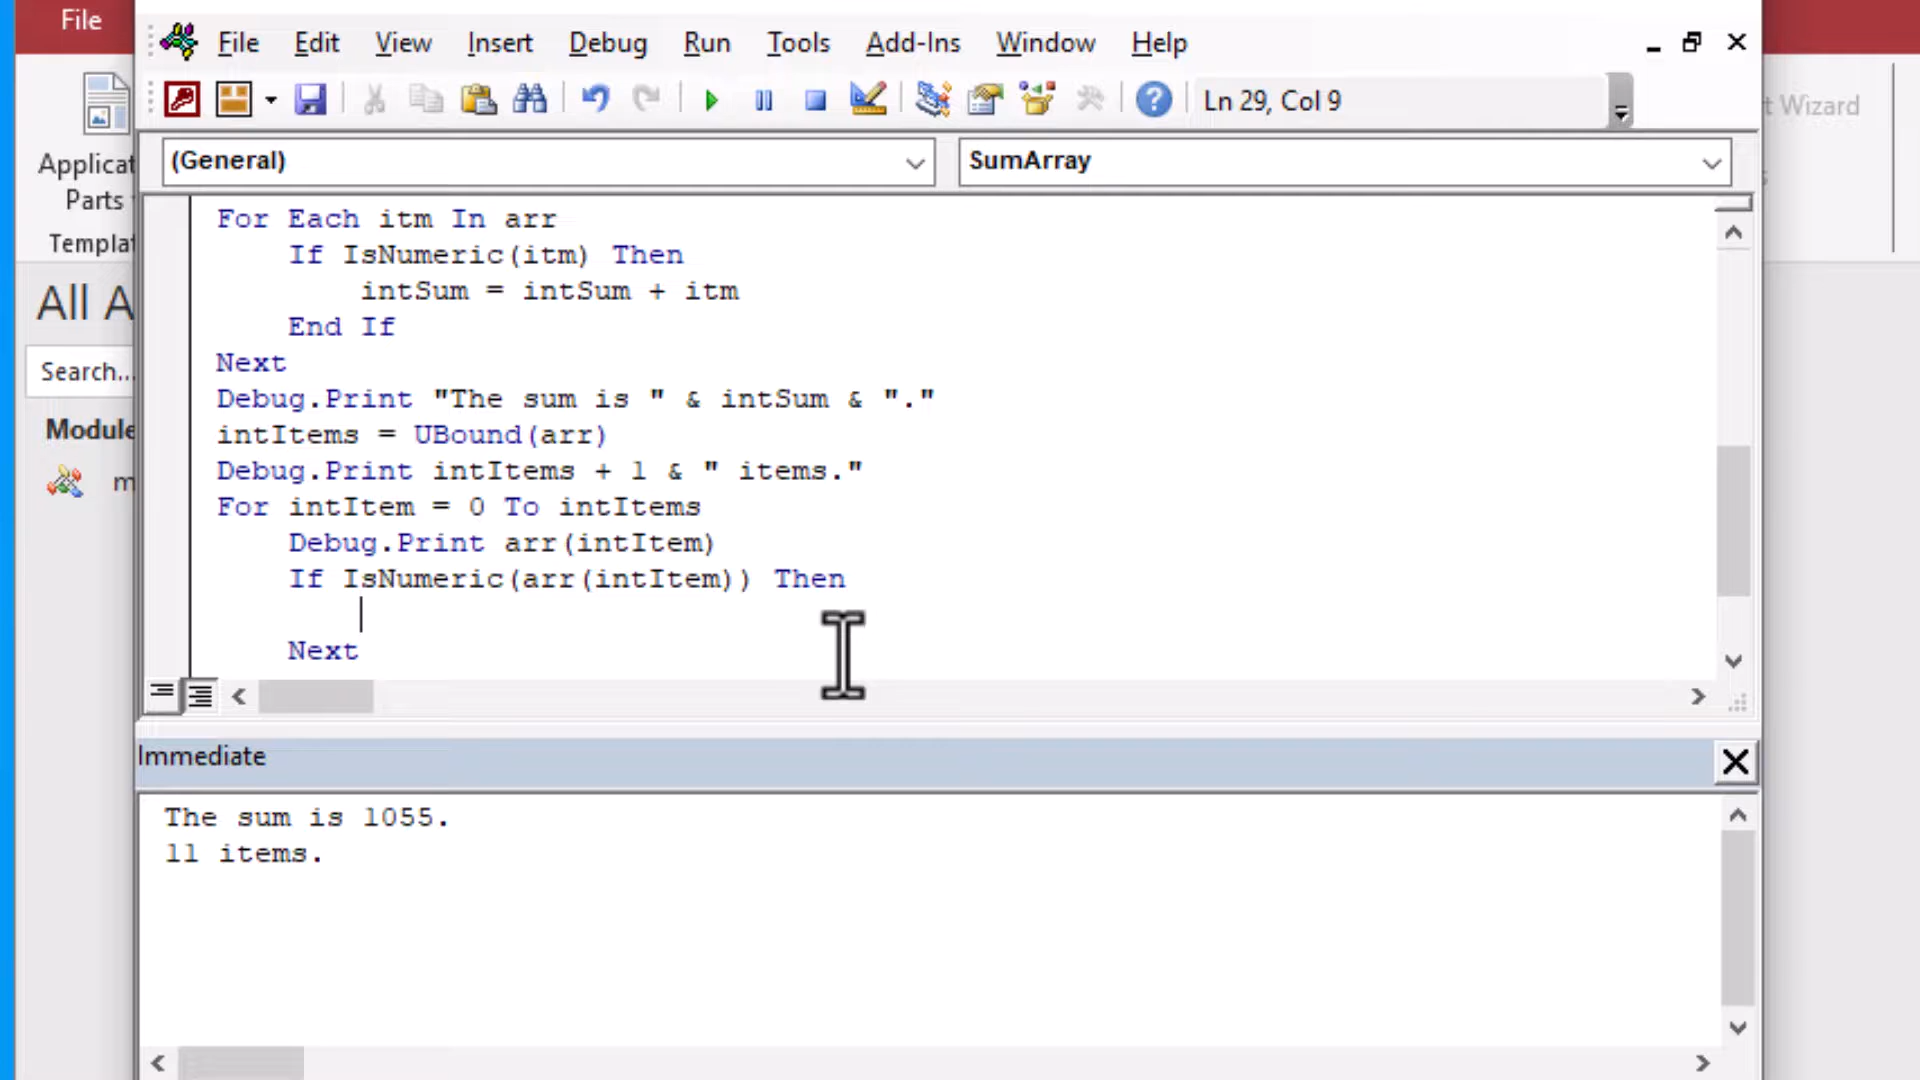 File
File Edit View Insert Debug Run Tools Add-Ins Window Help
Ln 29, Col 9
t Wizard
Applicat
Parts
Templat
(General)
SumArray
All A
Search...
Module
m
For Each itm In arr
If IsNumeric(itm) Then
intSum = intSum + itm
End If
Next
Debug.Print "The sum is " & intSum & "."
intItems = UBound(arr)
Debug.Print intItems + 1 & " items."
For intItem = 0 To intItems
Debug.Print arr(intItem)
If IsNumeric(arr(intItem)) Then
Next
Immediate
The sum is 1055.
11 items.